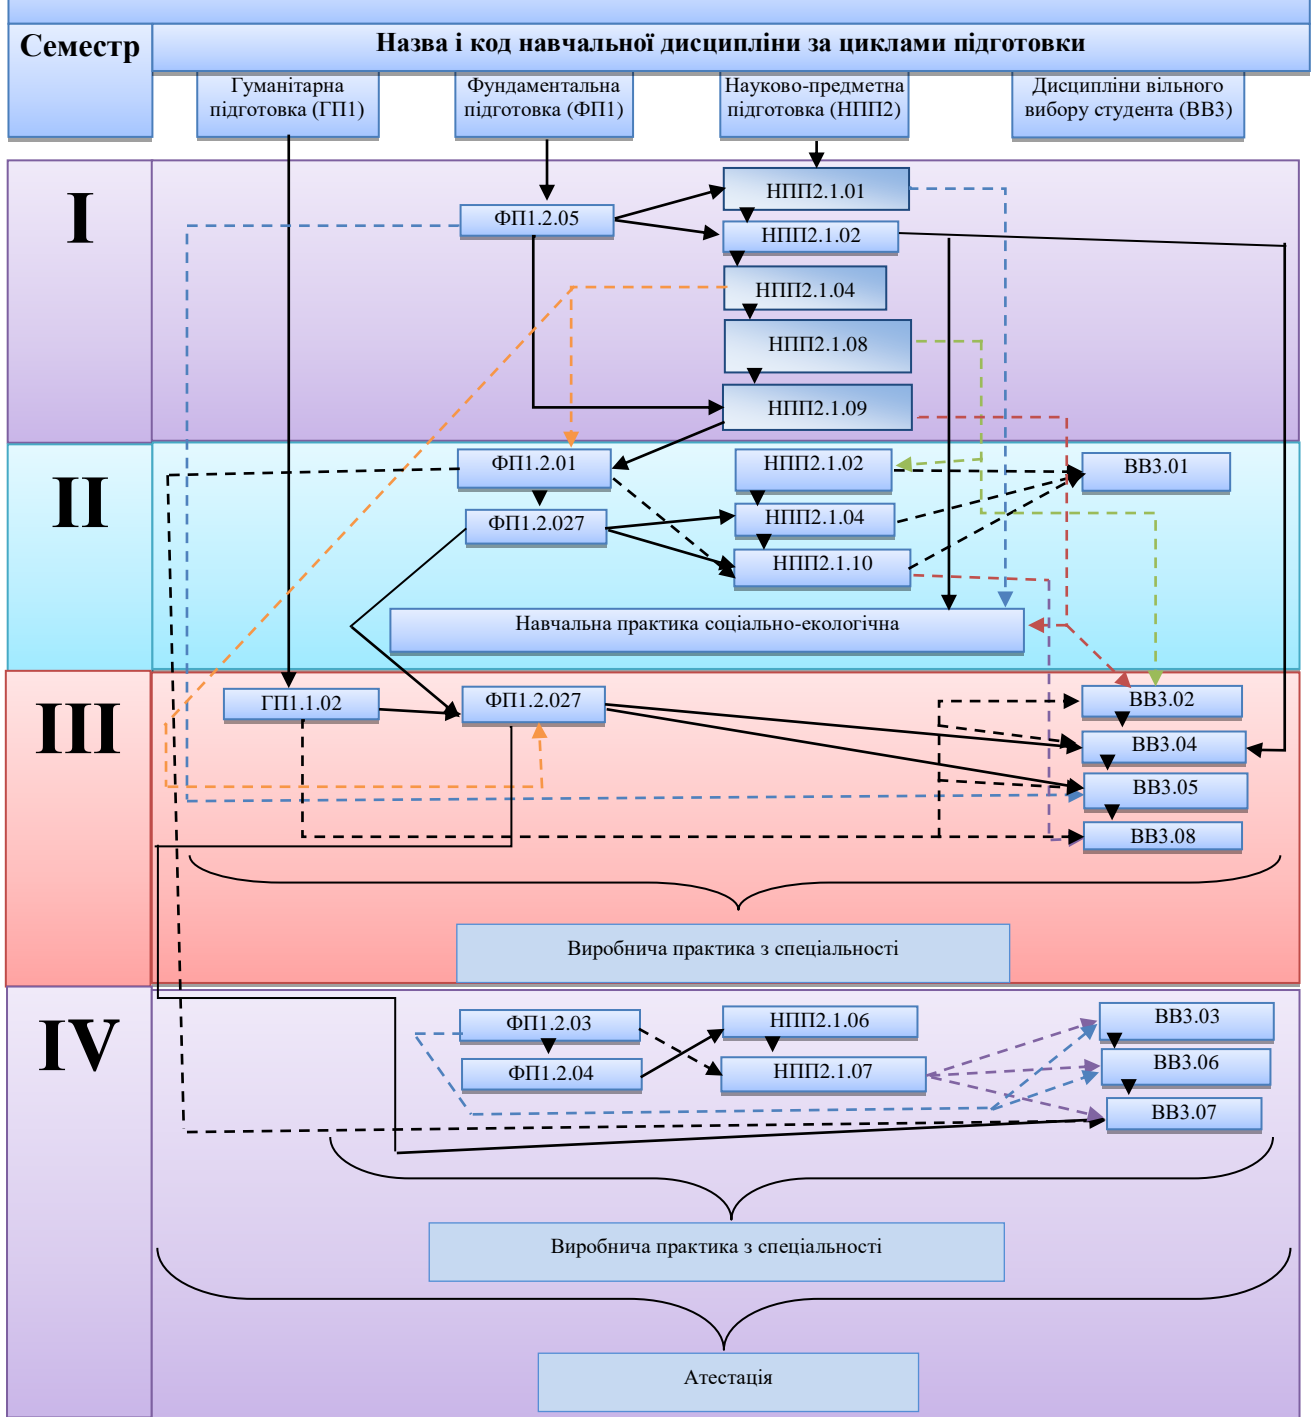 Семестр
Назва і код навчальної дисципліни за циклами підготовки
Гуманітарна
підготовка (ГП1)
Фундаментальна
підготовка (ФП1)
Науково-предметна
підготовка (НПП2)
Дисципліни вільного
вибору студента (ВВ3)
I
НПП2.1.01
ФП1.2.05
НПП2.1.02
НПП2.1.04
НПП2.1.08
НПП2.1.09
II
ФП1.2.01
НПП2.1.02
ВВ3.01
ФП1.2.027
НПП2.1.04
НПП2.1.10
Навчальна практика соціально-екологічна
III
ГП1.1.02
ФП1.2.027
ВВ3.02
ВВ3.04
ВВ3.05
ВВ3.08
Виробнича практика з спеціальності
IV
ФП1.2.03
НПП2.1.06
ВВ3.03
ФП1.2.04
НПП2.1.07
ВВ3.06
ВВ3.07
Виробнича практика з спеціальності
Атестація